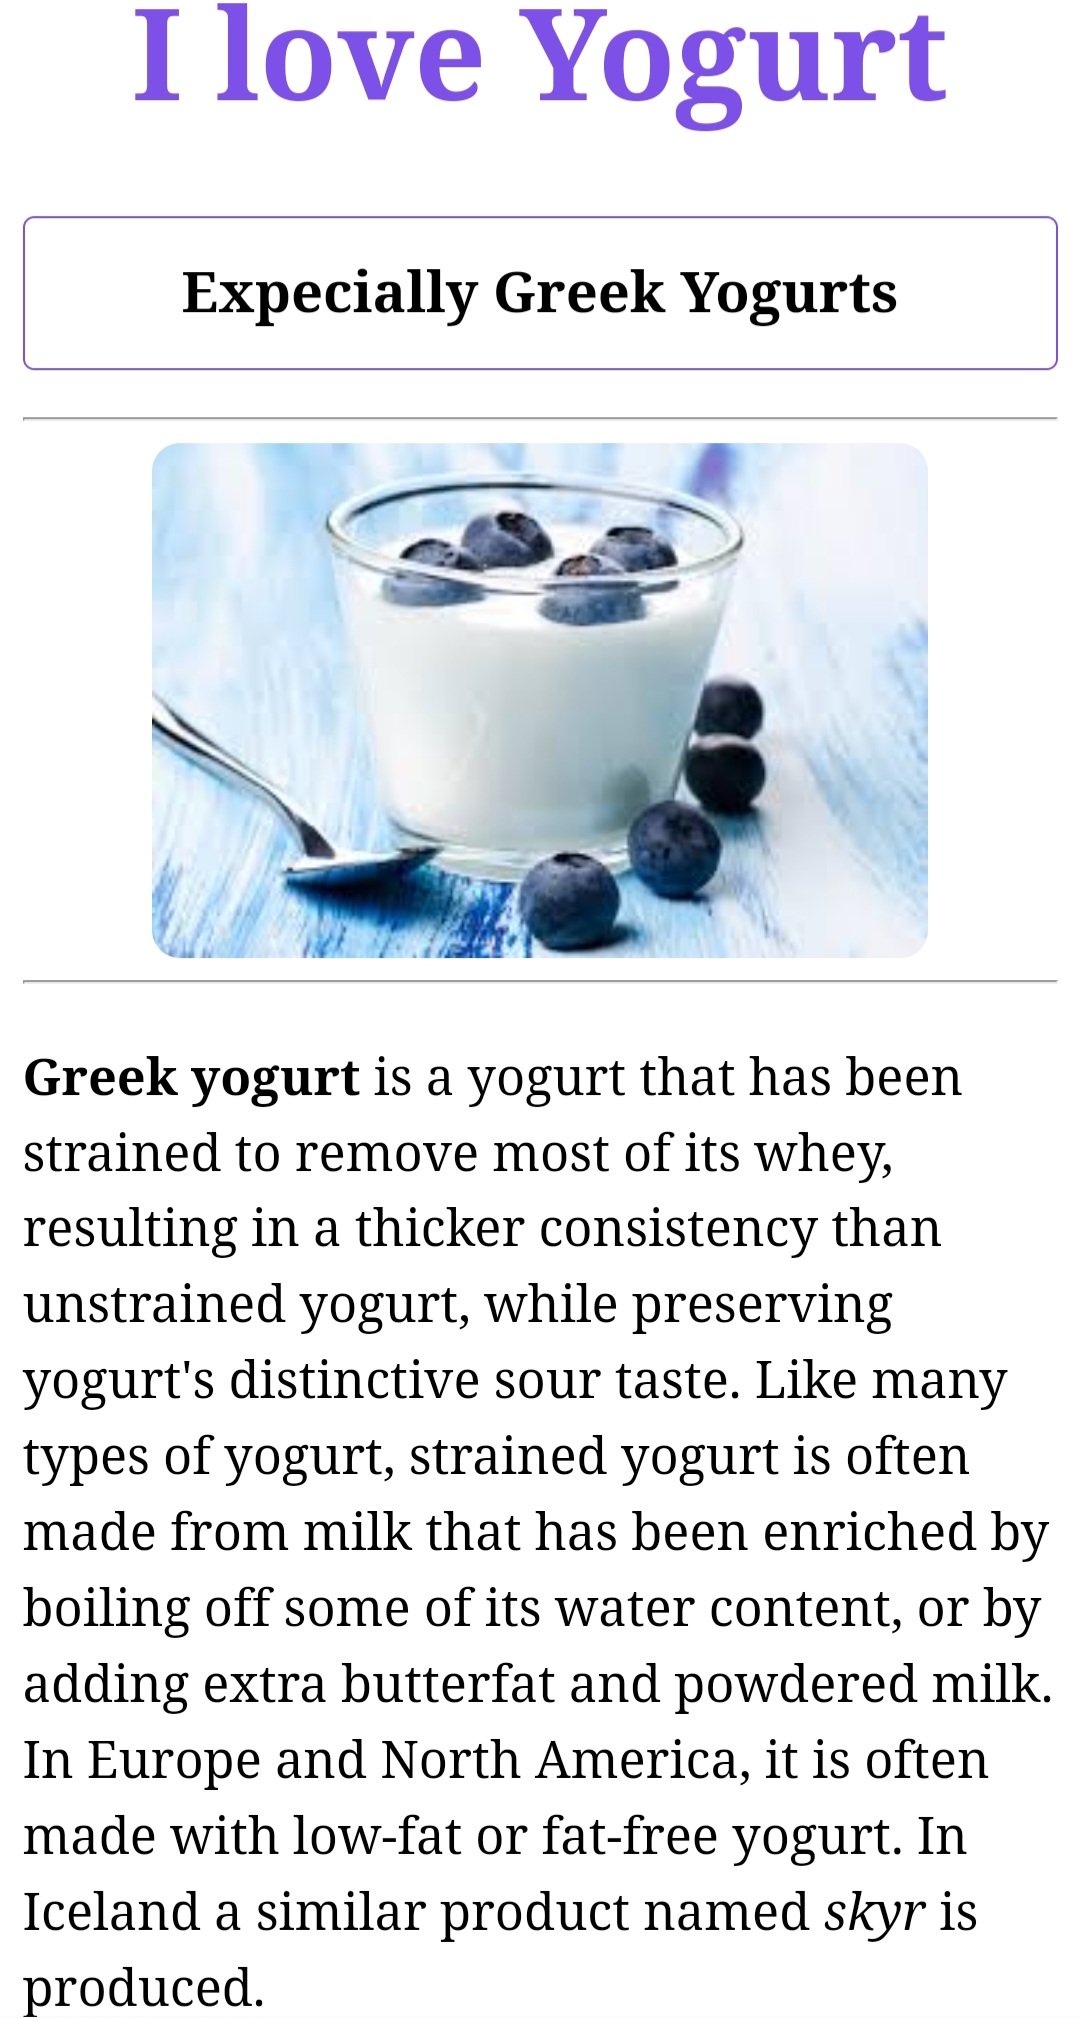 I love Yogurt
Expecially Greek Yogurts
Greek yogurt is a yogurt that has been
strained to remove most of its whey,
resulting in a thicker consistency than
unstrained yogurt, while preserving
yogurt's distinctive sour taste. Like many
types of yogurt, strained yogurt is often
made from milk that has been enriched by
boiling off some of its water content, or by
adding extra butterfat and powdered milk.
In Europe and North America, it is often
made with low-fat or fat-free yogurt. In
Iceland a similar product named skyr is
produced.